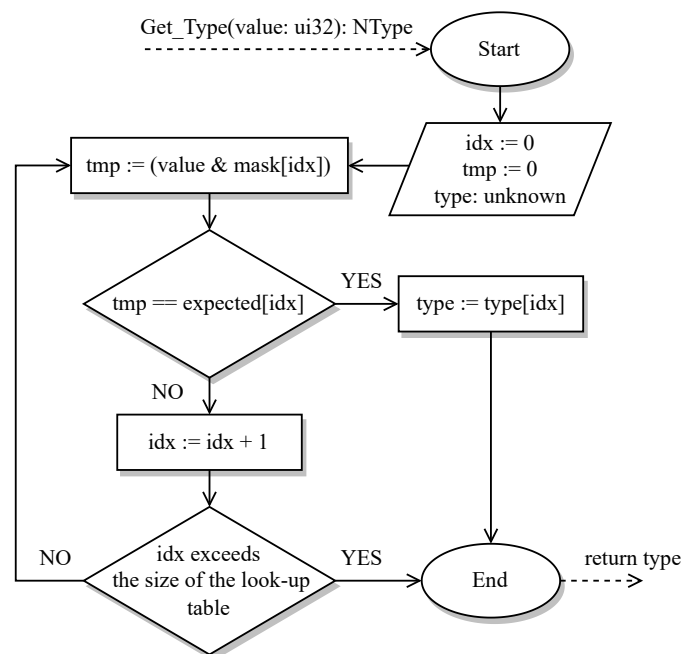 Get_Type(value: ui32): NType
Start
idx := 0
tmp := 0
type: unknown
tmp := (value & mask[idx])
tmp == expected[idx]
YES
type := type[idx]
NO
idx := idx + 1
idx exceeds
the size of the look-up
table
NO
YES
End
return type